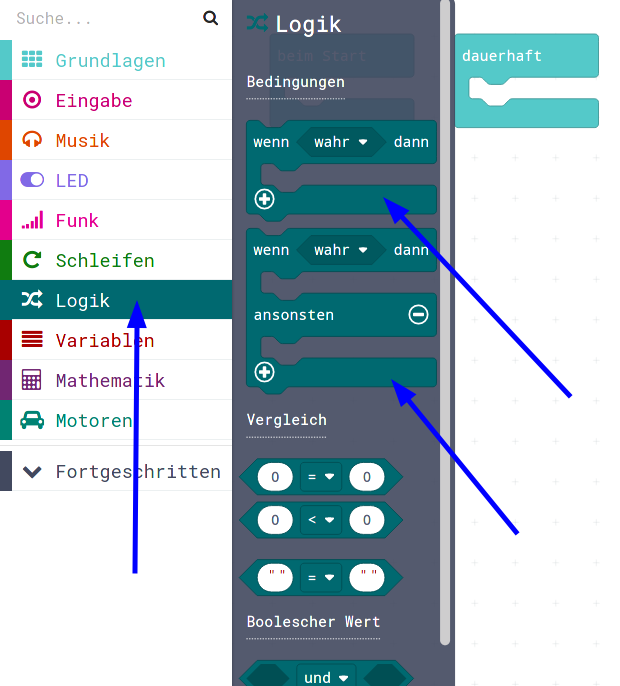 Suche...
Grundlagen
Eingabe
Musik
LED
Funk
Schleifen
Logik
Variablen
Mathematik
Motoren
Fortgeschritten
Logik
beim Start
Bedingungen
wenn wahr dann
wenn wahr dann
ansonsten
Vergleich
0 = 0
0 < 0
" " = " "
Boolescher Wert
und
dauerhaft